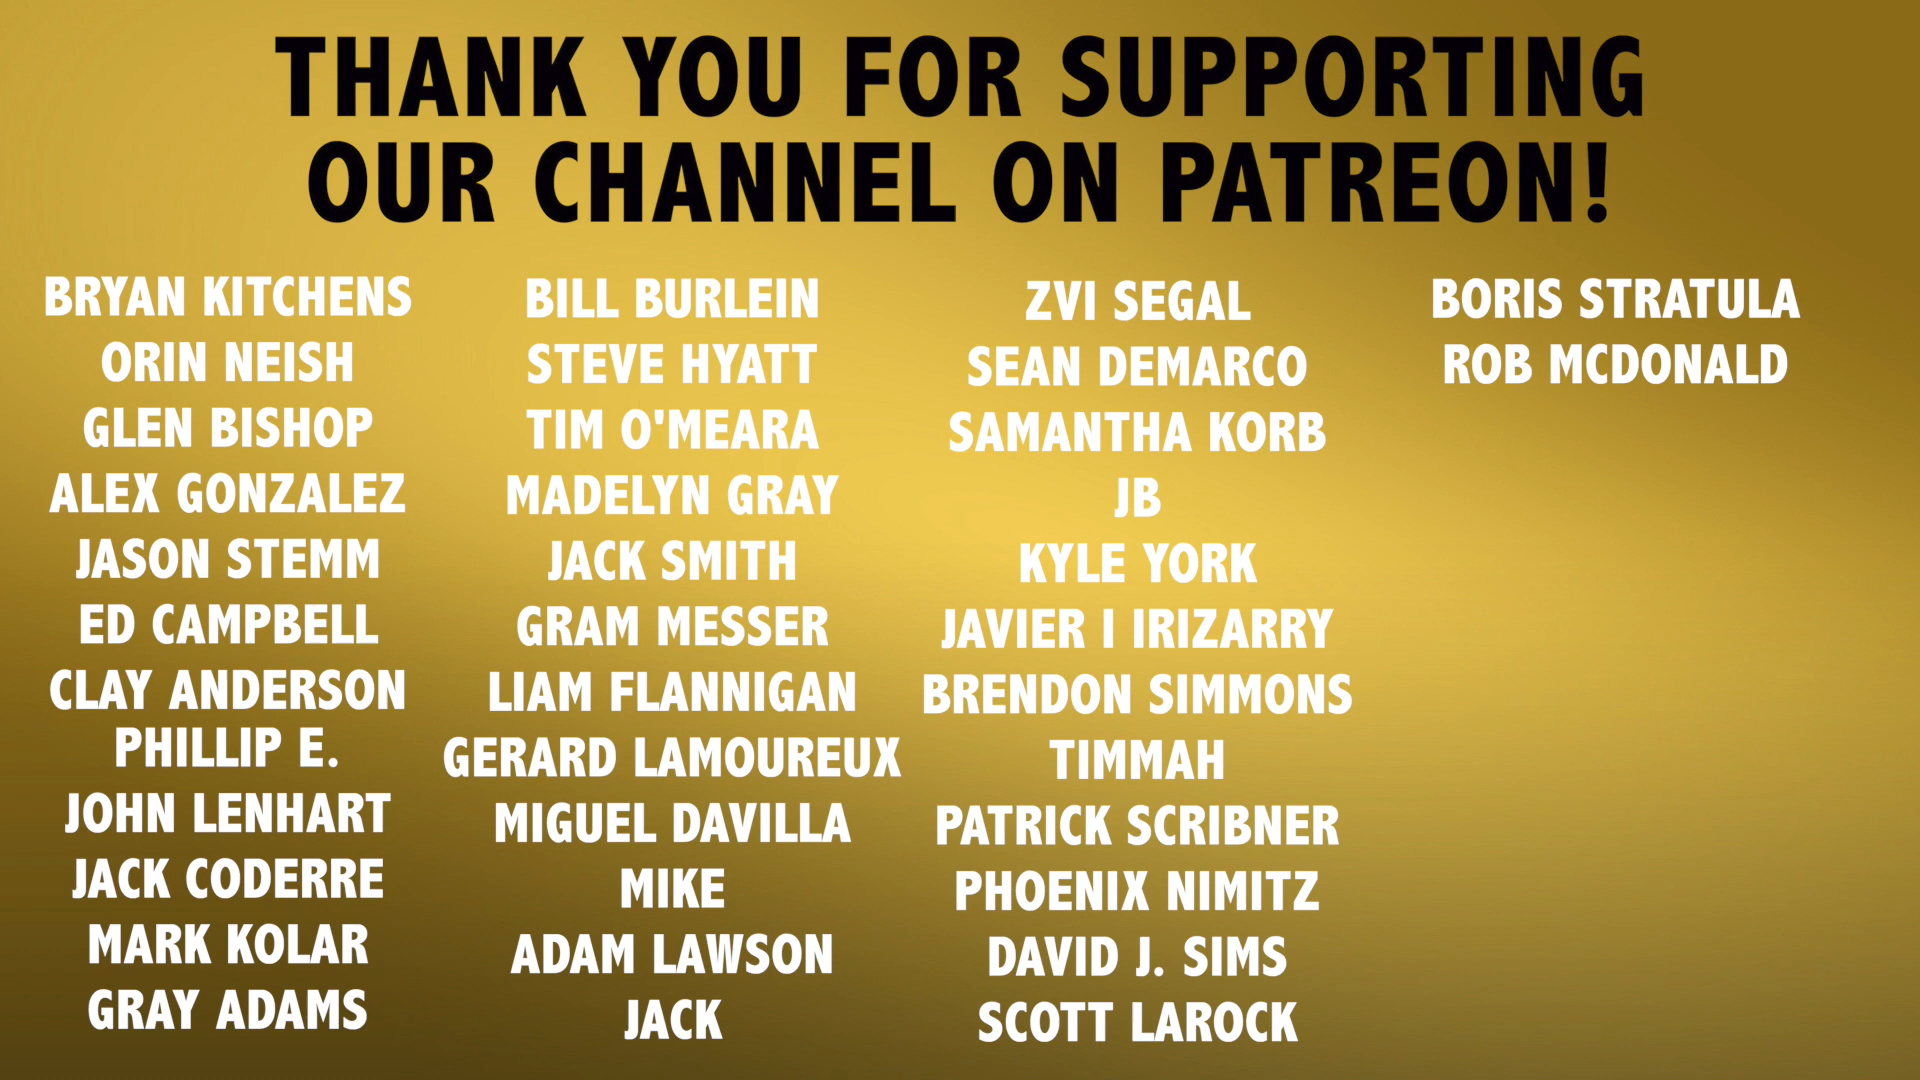 THANK YOU FOR SUPPORTING
OUR CHANNEL ON PATREON!
BRYAN KITCHENS
ORIN NEISH
GLEN BISHOP
ALEX GONZALEZ
JASON STEMM
ED CAMPBELL
CLAY ANDERSON
PHILLIP E.
JOHN LENHART
JACK CODERRE
MARK KOLAR
GRAY ADAMS
BILL BURLEIN
STEVE HYATT
TIM O'MEARA
MADELYN GRAY
JACK SMITH
GRAM MESSER
LIAM FLANNIGAN
GERARD LAMOUREUX
MIGUEL DAVILLA
MIKE
ADAM LAWSON
JACK
ZVI SEGAL
SEAN DEMARCO
SAMANTHA KORB
JB
KYLE YORK
JAVIER I IRIZARRY
BRENDON SIMMONS
TIMMAH
PATRICK SCRIBNER
PHOENIX NIMITZ
DAVID J. SIMS
SCOTT LAROCK
BORIS STRATULA
ROB MCDONALD